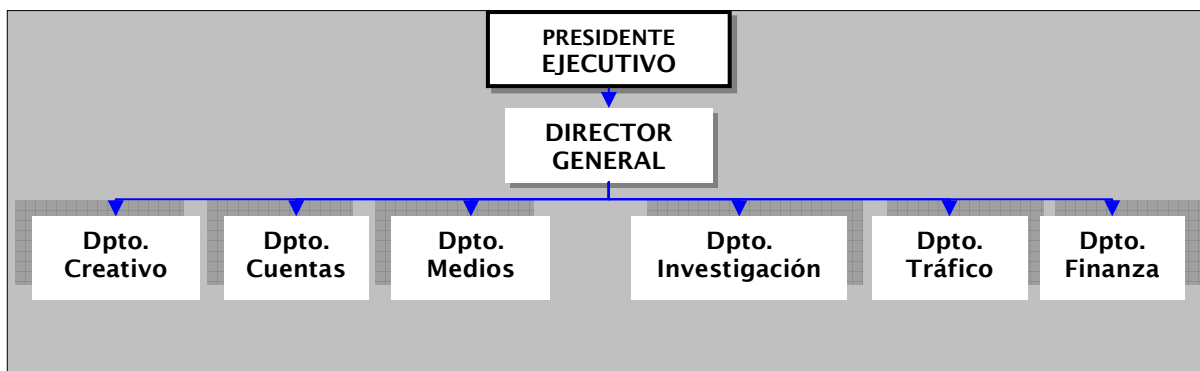 PRESIDENTE
EJECUTIVO
DIRECTOR
GENERAL
Dpto.
Creativo
Dpto.
Cuentas
Dpto.
Medios
Dpto.
Investigación
Dpto.
Tráfico
Dpto.
Finanza